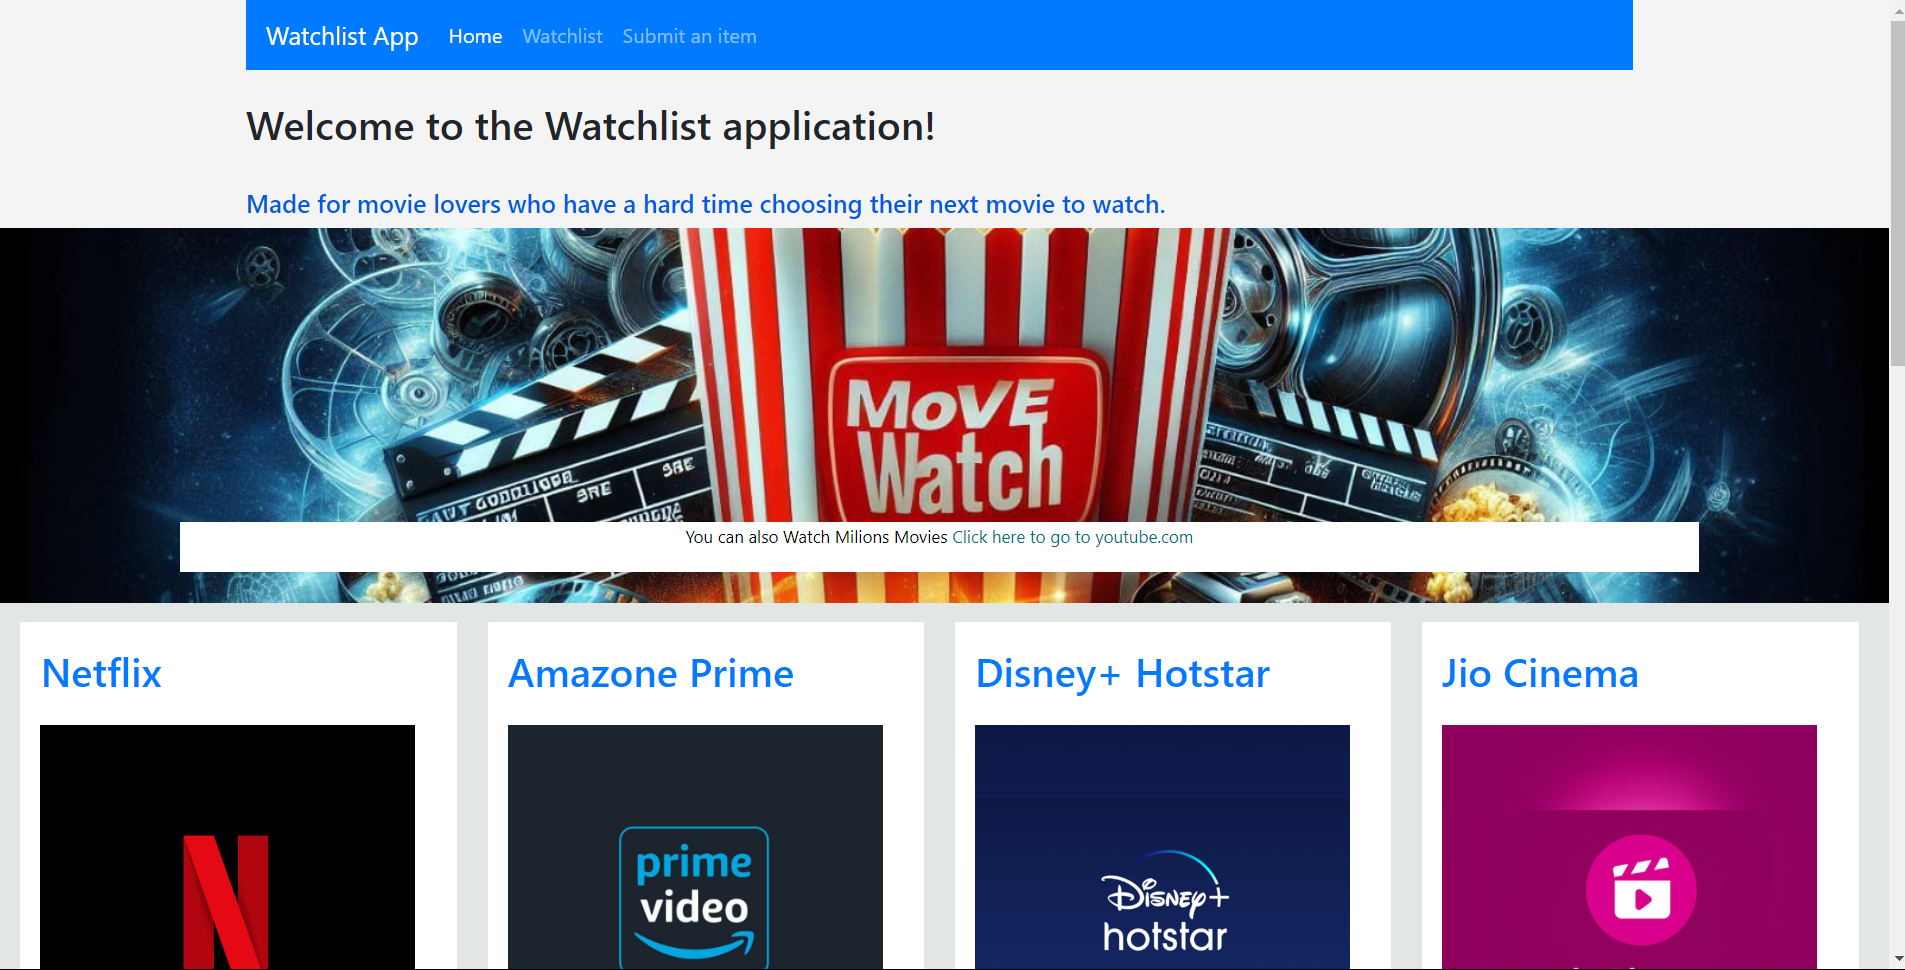 Watchlist App Home Watchlist Submit an item
Welcome to the Watchlist application!
Made for movie lovers who have a hard time choosing their next movie to watch.
MoVE
Watch
SRE
SRE
You can also Watch Milions Movies Click here to go to youtube.com
Netflix
Amazone Prime
Disney+ Hotstar
Jio Cinema
N
prime
video
Disney+
hotstar